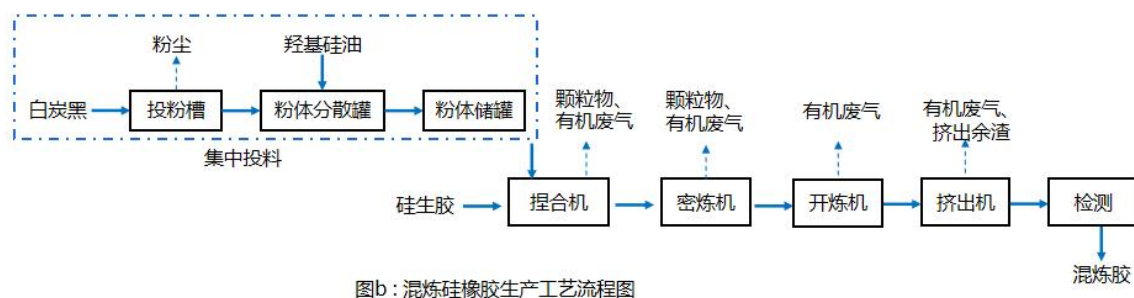 粉尘
羟基硅油
白炭黑
投粉槽
粉体分散罐
粉体储罐
集中投料
颗粒物、
有机废气
颗粒物、
有机废气
有机废气
有机废气、
挤出余渣
硅生胶
捏合机
密炼机
开炼机
挤出机
检测
混炼胶
图b：混炼硅橡胶生产工艺流程图